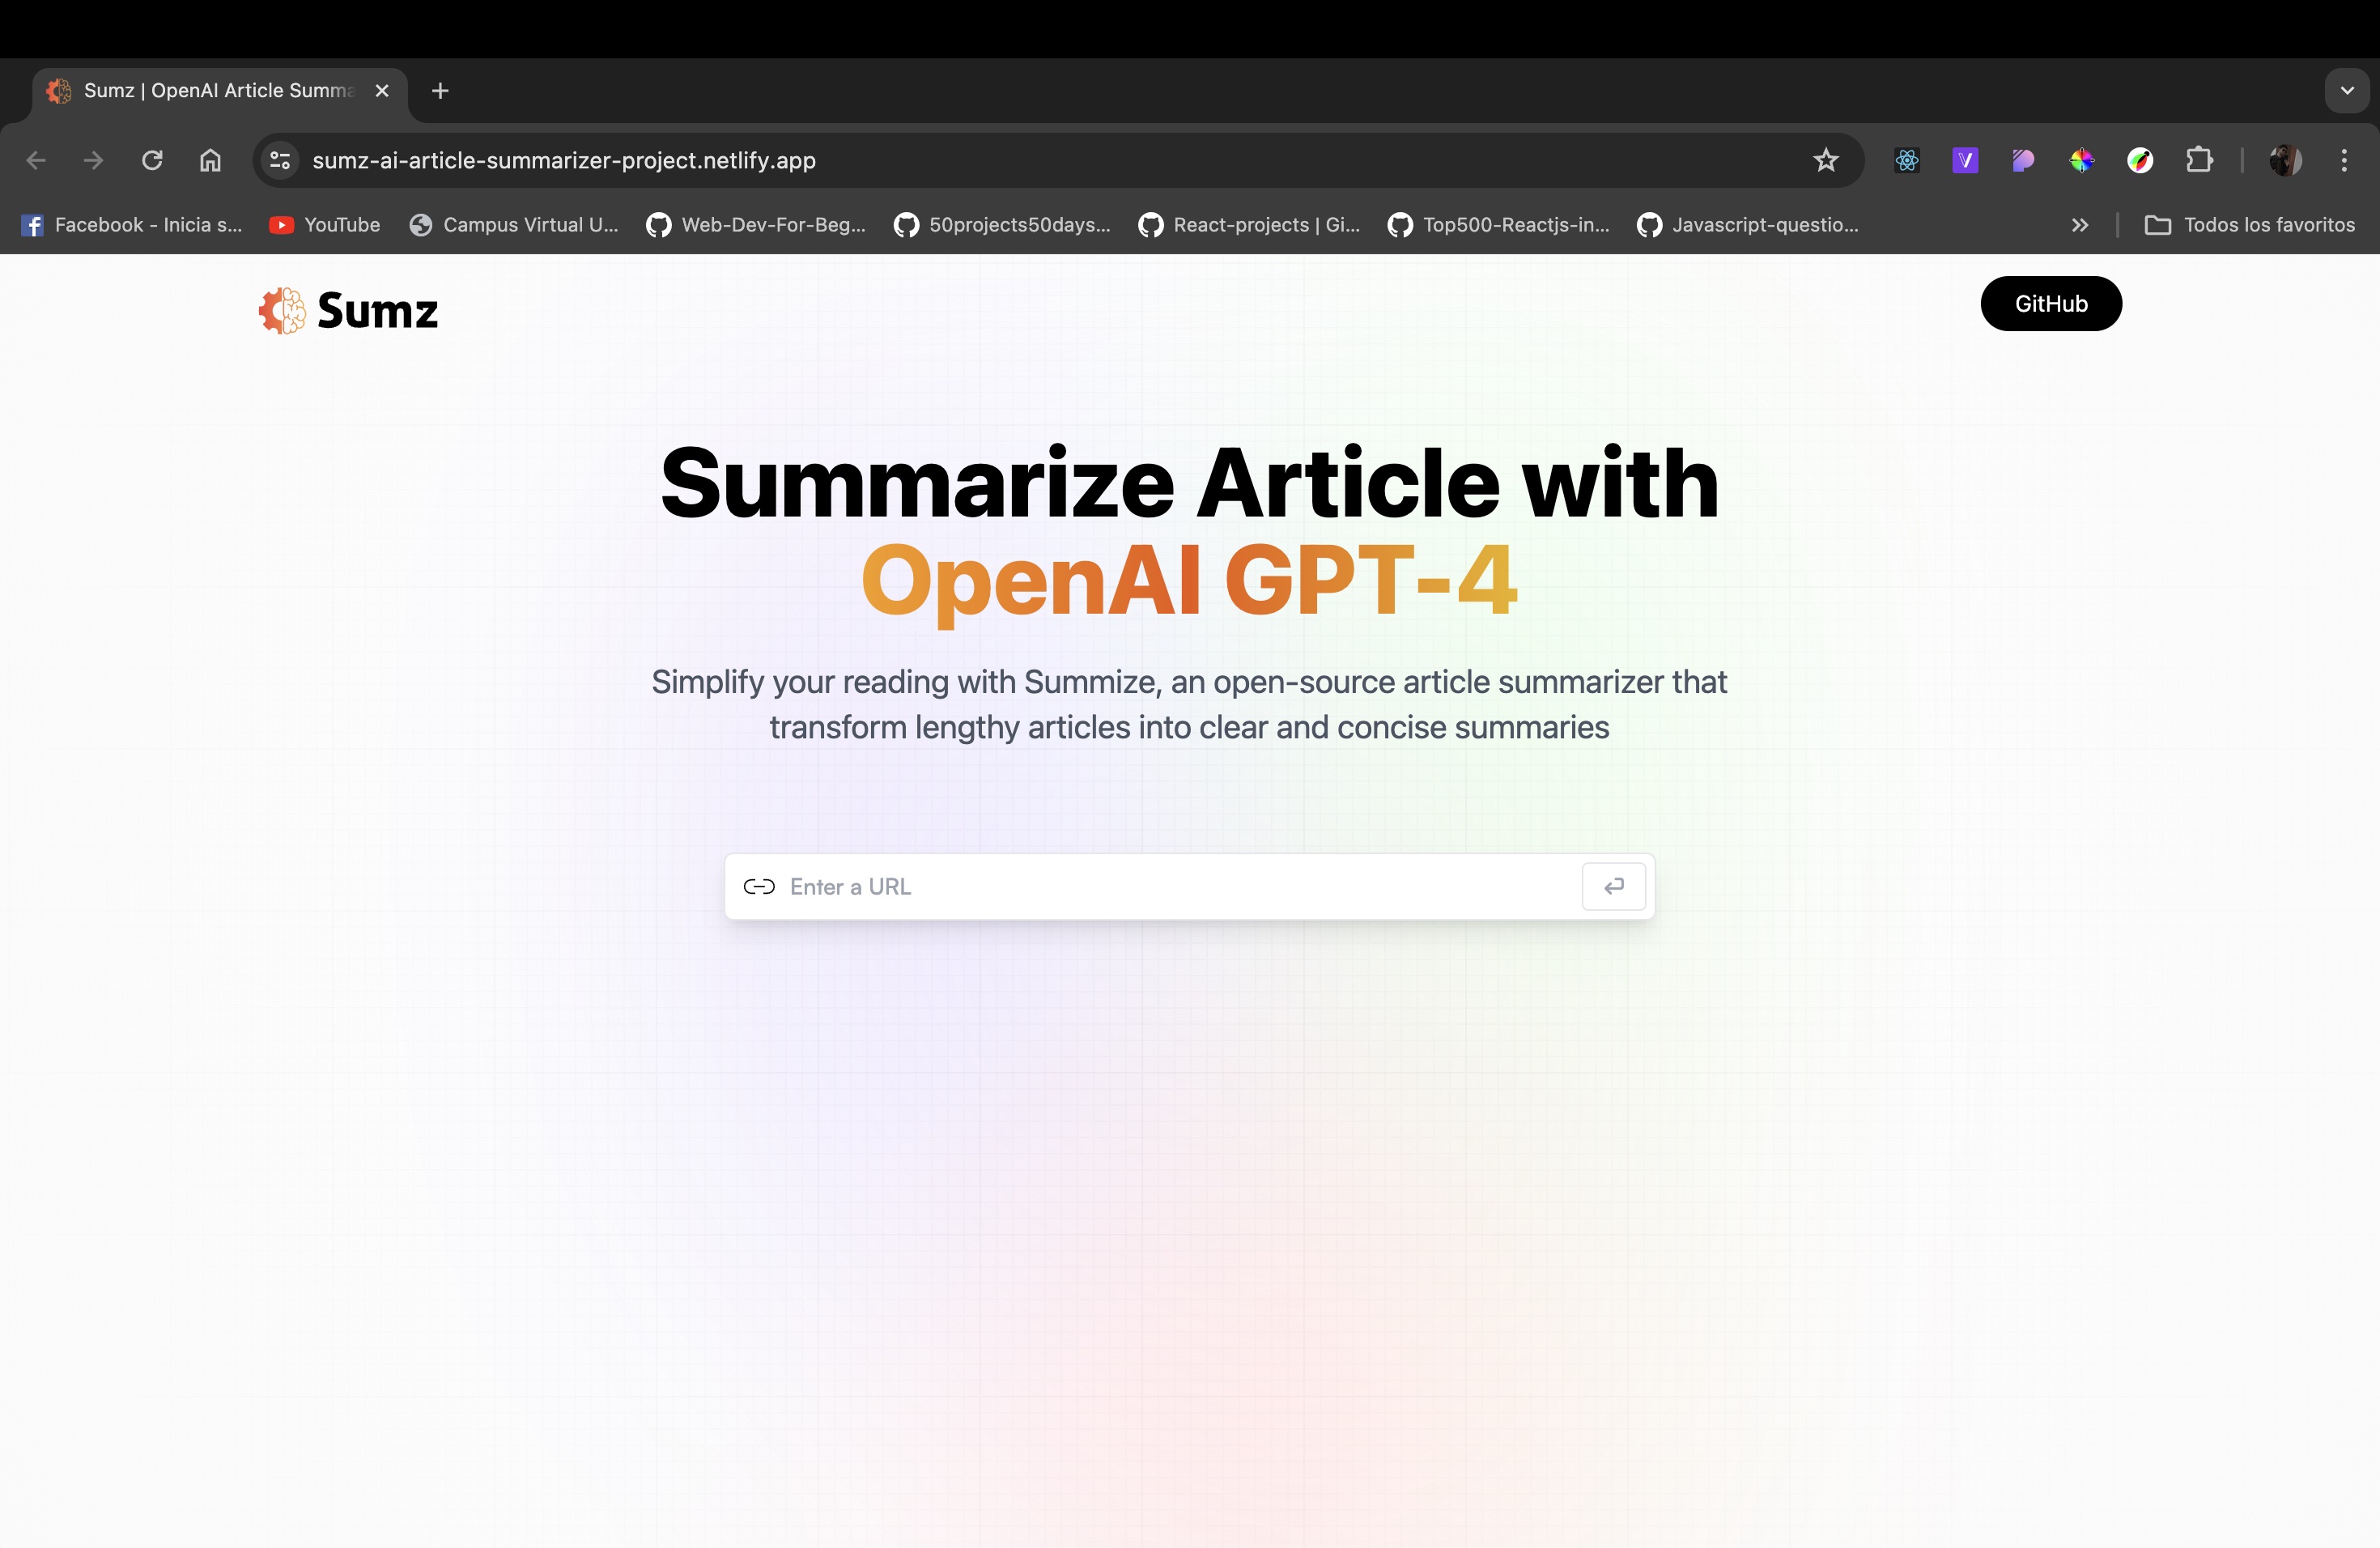 Sumz | OpenAI Article Summa
sumz-ai-article-summarizer-project.netlify.app
Facebook - Inicia s... YouTube Campus Virtual U... Web-Dev-For-Beg... 50projects50days... React-projects | Gi... Top500-Reactjs-in... Javascript-questio... Todos los favoritos
Sumz GitHub
Summarize Article with
OpenAI GPT-4
Simplify your reading with Summize, an open-source article summarizer that
transform lengthy articles into clear and concise summaries
Enter a URL